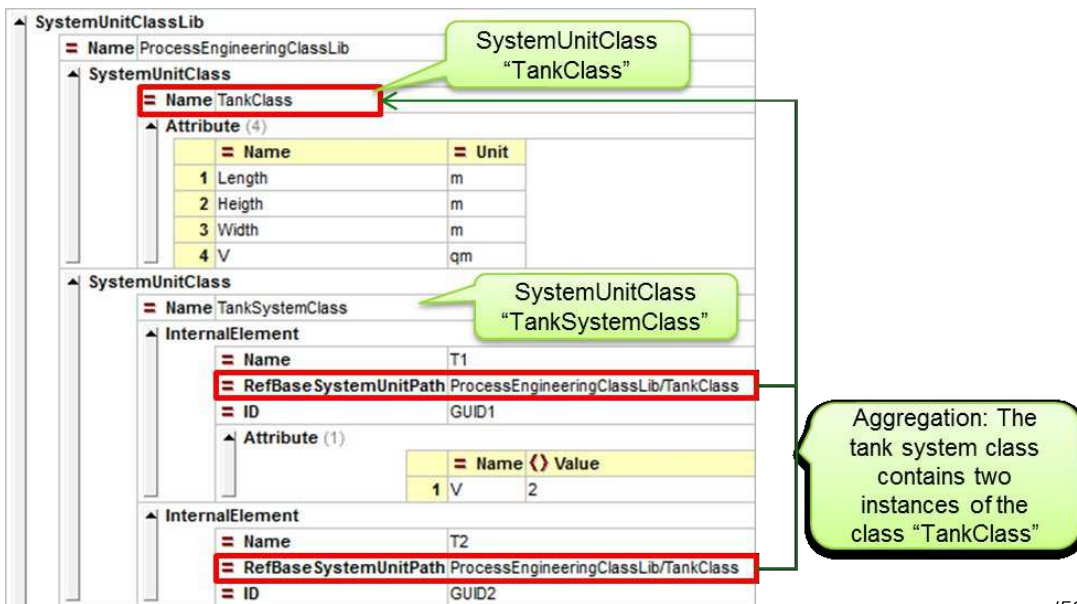 SystemUnitClassLib
= Name ProcessEngineeringClassLib
SystemUnitClass
“TankClass”
SystemUnitClass
= Name TankClass
Attribute (4)
= Name = Unit
1 Length m
2 Heigth m
3 Width m
4 V qm
SystemUnitClass
= Name TankSystemClass
SystemUnitClass
“TankSystemClass”
InternalElement
= Name T1
= RefBaseSystemUnitPath ProcessEngineeringClassLib/TankClass
= ID GUID1
Attribute (1)
= Name {} Value
1 V 2
InternalElement
= Name T2
= RefBaseSystemUnitPath ProcessEngineeringClassLib/TankClass
= ID GUID2
Aggregation: The
tank system class
contains two
instances of the
class “TankClass”